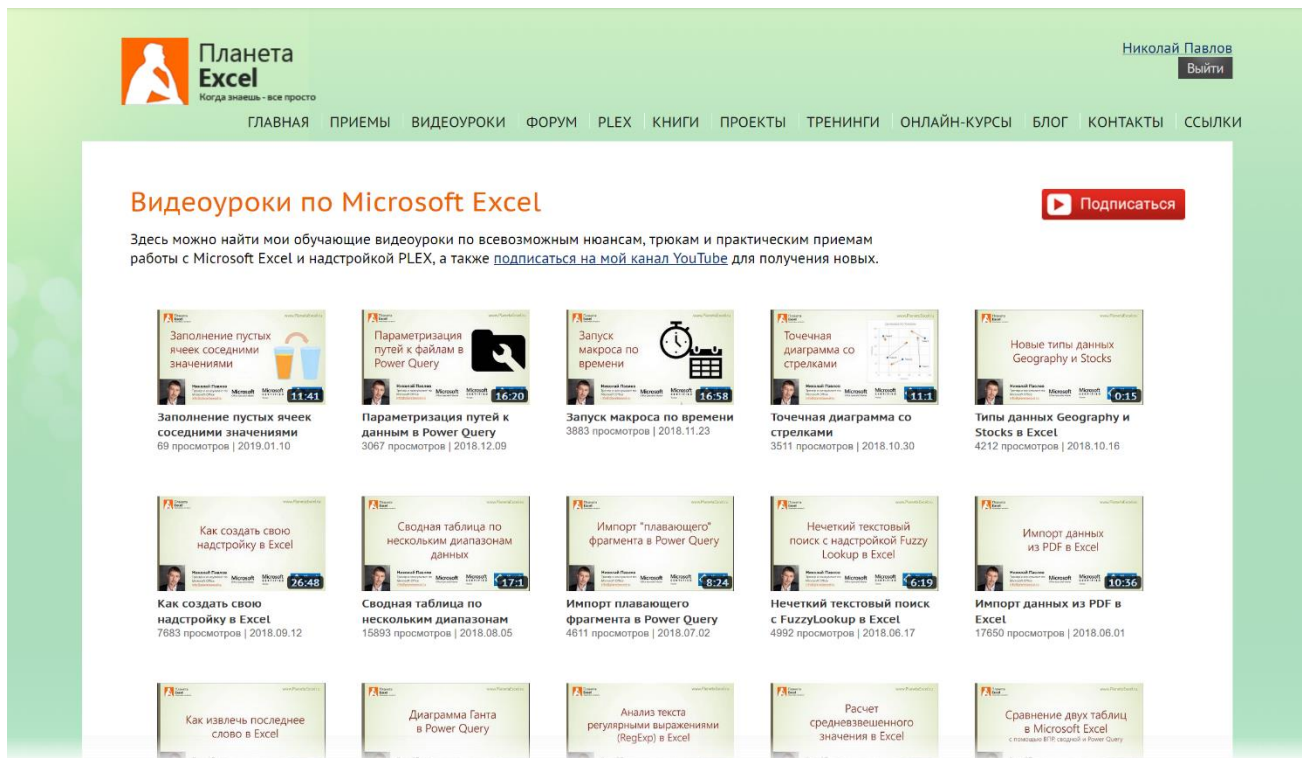 Планета
Excel
Когда знаешь - все просто
Николай Павлов
Выйти
ГЛАВНАЯ ПРИЕМЫ ВИДЕОУРОКИ ФОРУМ PLEX КНИГИ ПРОЕКТЫ ТРЕНИНГИ ОНЛАЙН-КУРСЫ БЛОГ КОНТАКТЫ ССЫЛКИ
Видеоуроки по Microsoft Excel
Подписаться
Здесь можно найти мои обучающие видеоуроки по всевозможным нюансам, трюкам и практическим приемам
работы с Microsoft Excel и надстройкой PLEX, а также подписаться на мой канал YouTube для получения новых.
Заполнение пустых
ячеек соседними
значениями
11:41
Заполнение пустых ячеек
соседними значениями
69 просмотров | 2019.01.10
Параметризация
путей к файлам в
Power Query
16:20
Параметризация путей к
данным в Power Query
3067 просмотров | 2018.12.09
Запуск
макроса по
времени
16:58
Запуск макроса по времени
3883 просмотров | 2018.11.23
Точечная
диаграмма со
стрелками
11:1
Точечная диаграмма со
стрелками
3511 просмотров | 2018.10.30
Новые типы данных
Geography и Stocks
0:15
Типы данных Geography и
Stocks в Excel
4212 просмотров | 2018.10.16
Как создать свою
надстройку в Excel
26:48
Как создать свою
надстройку в Excel
7683 просмотров | 2018.09.12
Сводная таблица по
нескольким диапазонам
данных
17:1
Сводная таблица по
нескольким диапазонам
15893 просмотров | 2018.08.05
Импорт "плавающего"
фрагмента в Power Query
8:24
Импорт плавающего
фрагмента в Power Query
4611 просмотров | 2018.07.02
Нечеткий текстовый
поиск с надстройкой Fuzzy
Lookup в Excel
6:19
Нечеткий текстовый поиск
с FuzzyLookup в Excel
4992 просмотров | 2018.06.17
Импорт данных
из PDF в Excel
10:36
Импорт данных из PDF в
Excel
17650 просмотров | 2018.06.01
Как извлечь последнее
слово в Excel
Диаграмма Ганта
в Power Query
Анализ текста
регулярными выражениями
(RegExp) в Excel
Расчет
средневзвешенного
значения в Excel
Сравнение двух таблиц
в Microsoft Excel
с помощью ВПР, сводной и Power Query